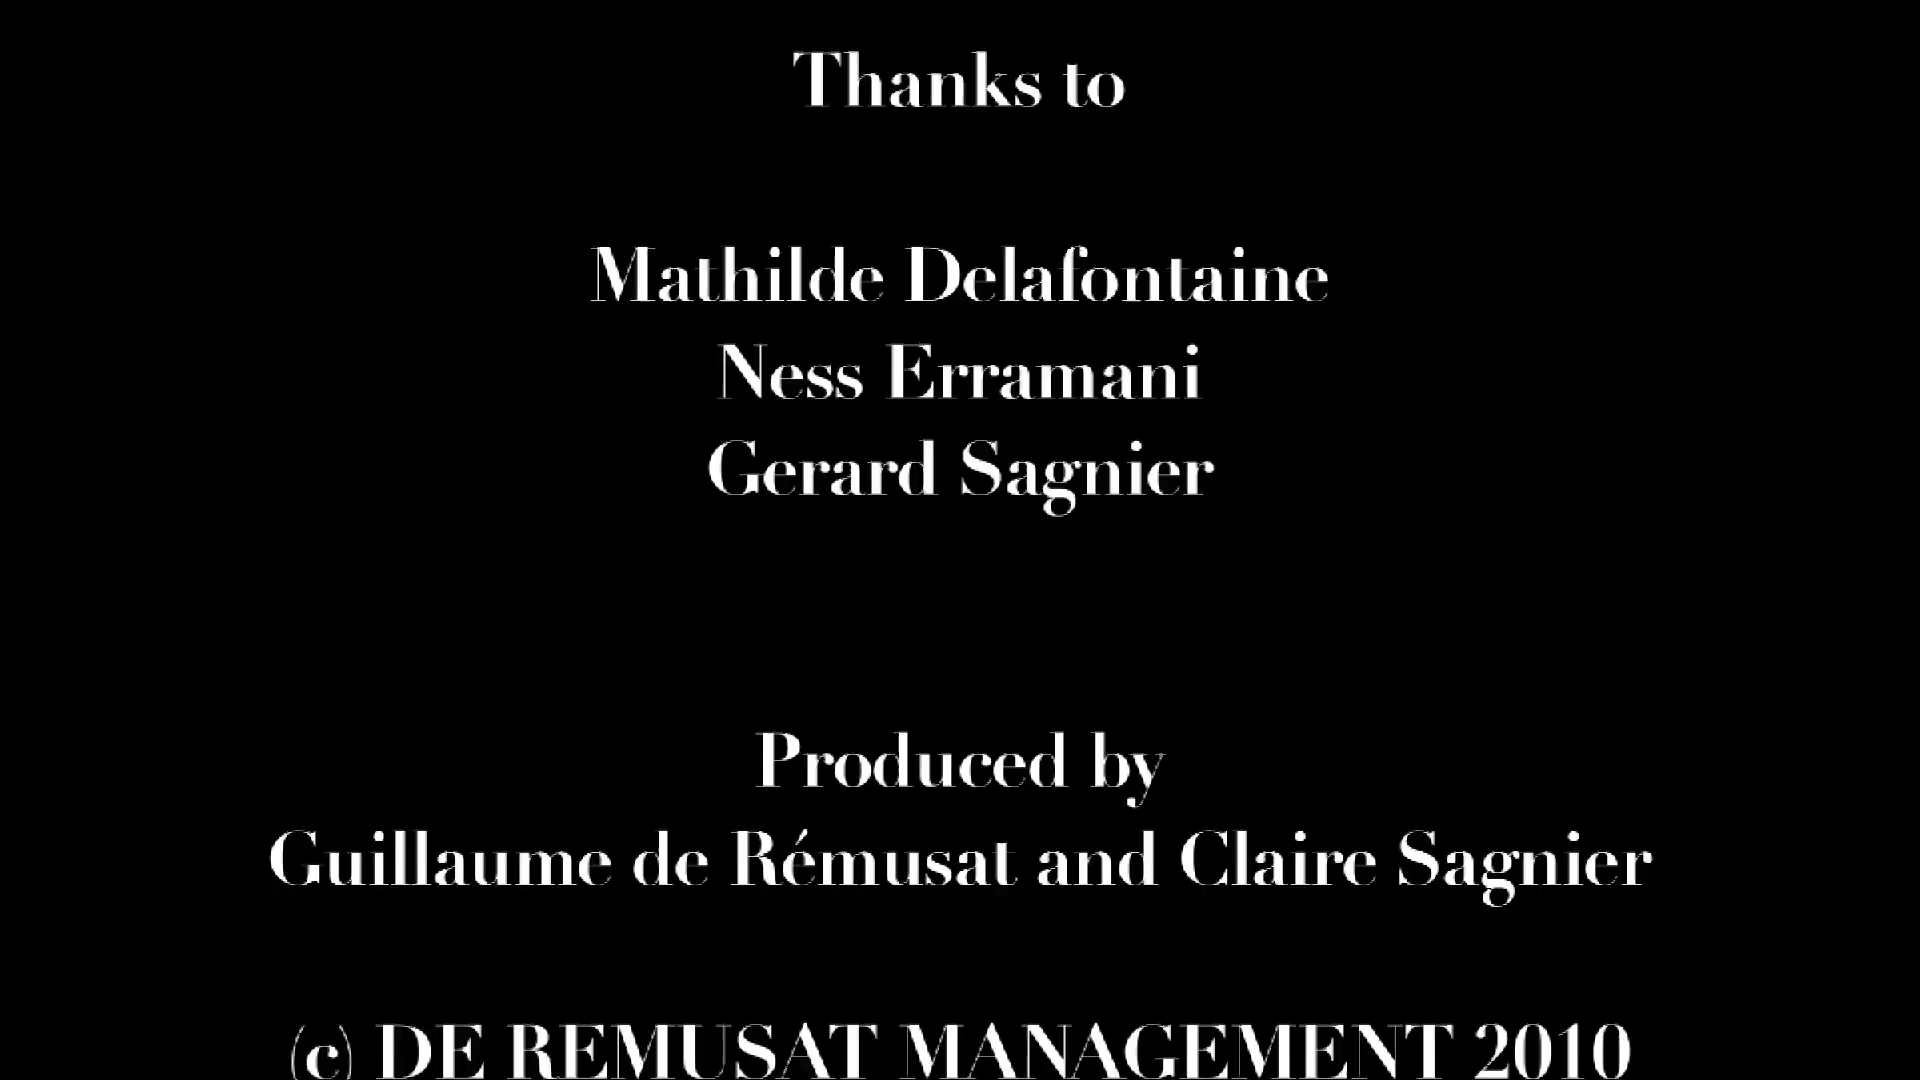 Thanks to
Mathilde Delafontaine
Ness Erramani
Gerard Sagnier
Produced by
Guillaume de Rémusat and Claire Sagnier
(c) DE REMUSAT MANAGEMENT 2010